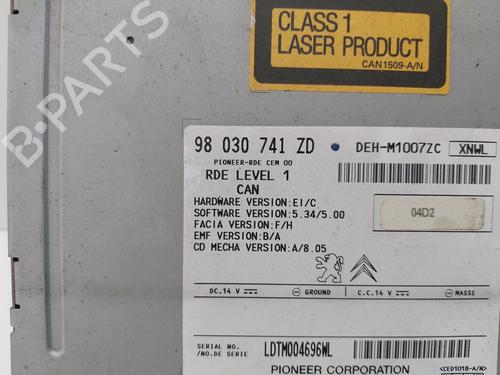 CLASS 1
LASER PRODUCT
CAN1509-A/N
B-PARTS
98 030 741 ZD DEH-M1007ZC XNWL
PIONEER-RDE CEM 00
RDE LEVEL 1
CAN
HARDWARE VERSION:EI/C
SOFTWARE VERSION:5.34/5.00
FACIA VERSION:F/H
EMF VERSION:B/A
CD MECHA VERSION:A/8.05
04D2
DC.14 V GROUND C.C.14 V MASSE
SERIAL NO.
/NO.DE SERIE LDTM004696WL
PIONEER CORPORATION <CED1018-A/N>